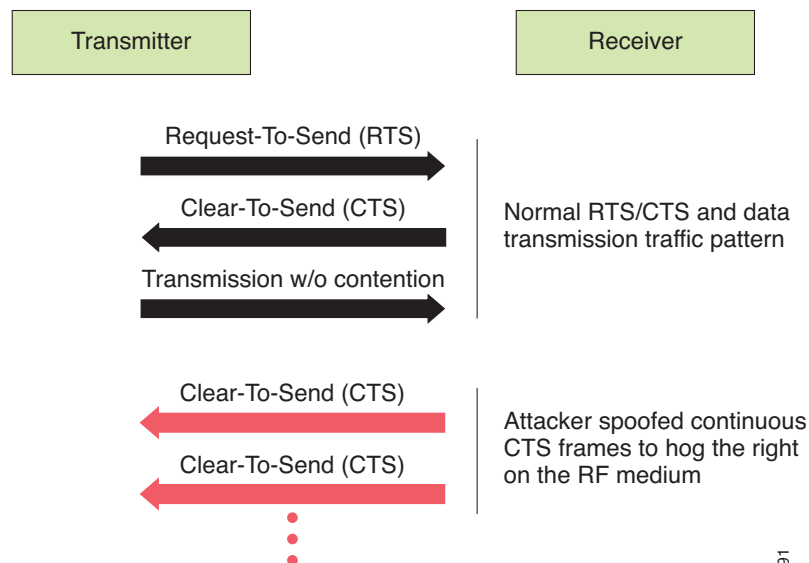 Transmitter
Receiver
Request-To-Send (RTS)
Clear-To-Send (CTS)
Transmission w/o contention
Normal RTS/CTS and data
transmission traffic pattern
Clear-To-Send (CTS)
Clear-To-Send (CTS)
Attacker spoofed continuous
CTS frames to hog the right
on the RF medium